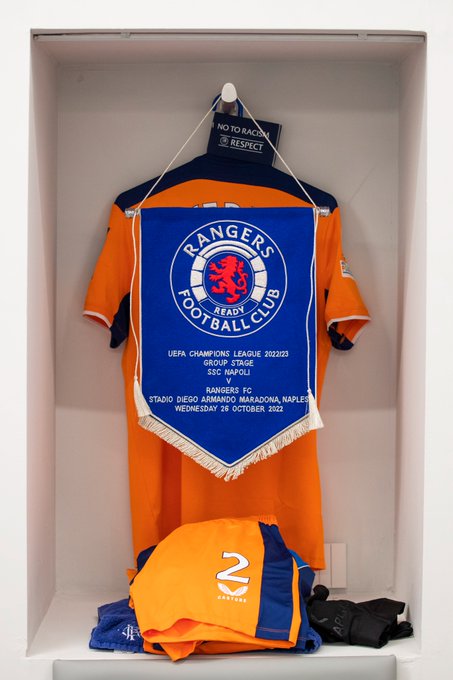 NO TO RACISM
RESPECT
RANGERS
READY
FOOTBALL CLUB
UEFA CHAMPIONS LEAGUE 2022/23
GROUP STAGE
SSC NAPOLI
V
RANGERS FC
STADIO DIEGO ARMANDO MARADONA, NAPLES
WEDNESDAY 26 OCTOBER 2022
2
CASTORE